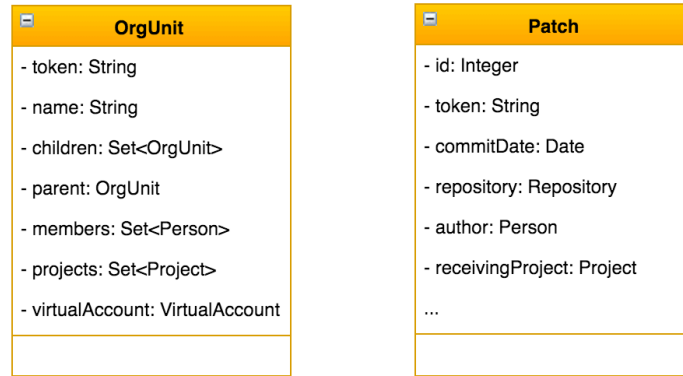 OrgUnit
- token: String
- name: String
- children: Set<OrgUnit>
- parent: OrgUnit
- members: Set<Person>
- projects: Set<Project>
- virtualAccount: VirtualAccount
Patch
- id: Integer
- token: String
- commitDate: Date
- repository: Repository
- author: Person
- receivingProject: Project
...